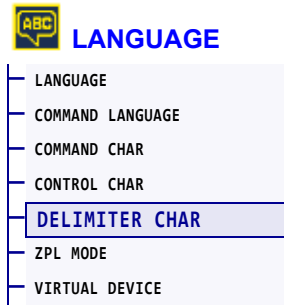 ABC
LANGUAGE
LANGUAGE
COMMAND LANGUAGE
COMMAND CHAR
CONTROL CHAR
DELIMITER CHAR
ZPL MODE
VIRTUAL DEVICE